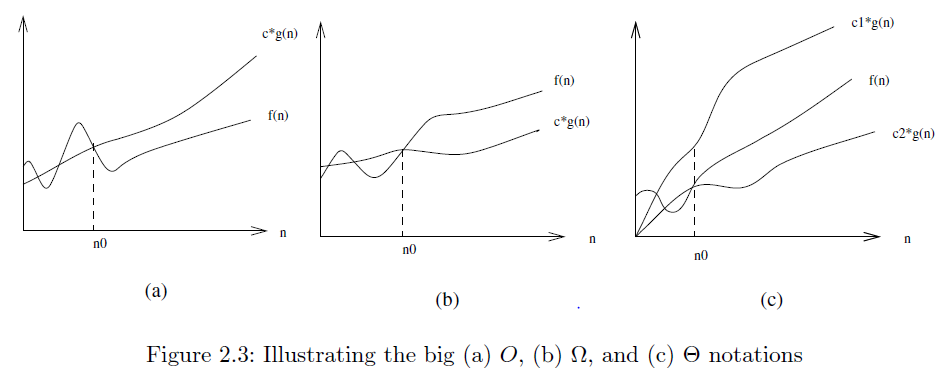 c*g(n)
f(n)
n
n0
(a)
f(n)
c*g(n)
n
n0
(b)
c1*g(n)
f(n)
c2*g(n)
n
n0
(c)
Figure 2.3: Illustrating the big (a) O, (b) Ω, and (c) Θ notations